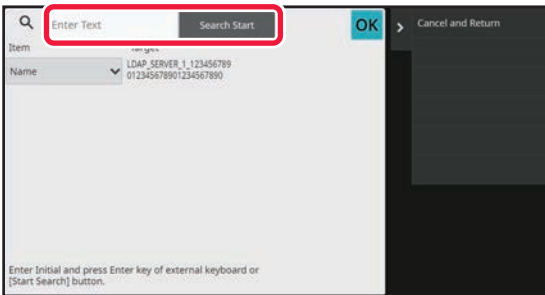 Enter Text
Search Start
OK
Cancel and Return
Item
Target
Name
LDAP_SERVER_1_123456789
012345678901234567890
Enter Initial and press Enter key of external keyboard or
[Start Search] button.